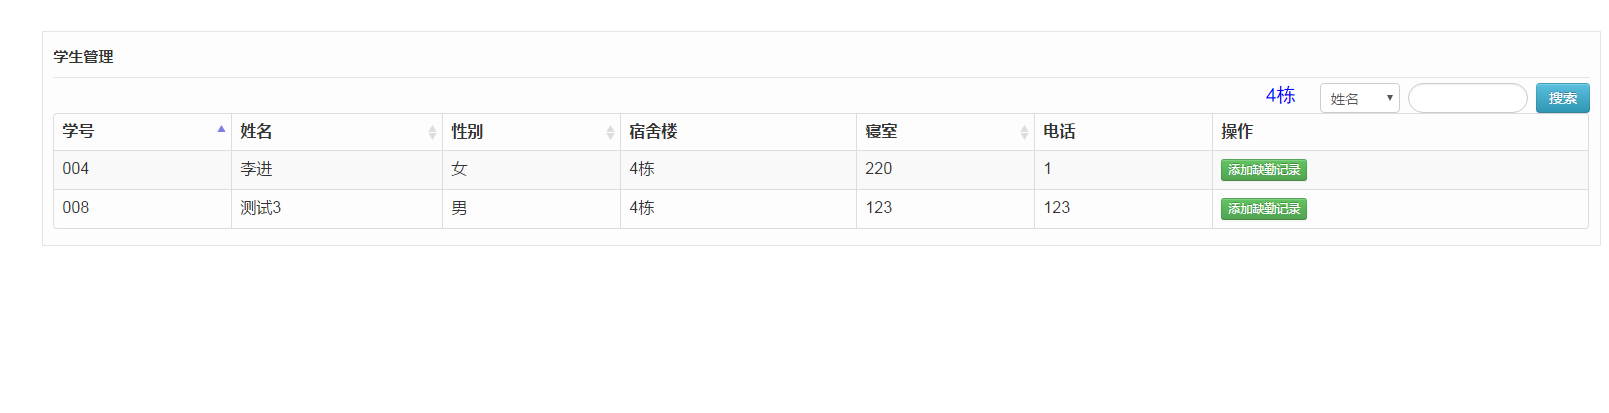 学生管理
4栋 姓名 搜索
学号 姓名 性别 宿舍楼 寝室 电话 操作
004 李进 女 4栋 220 1 添加缺勤记录
008 测试3 男 4栋 123 123 添加缺勤记录